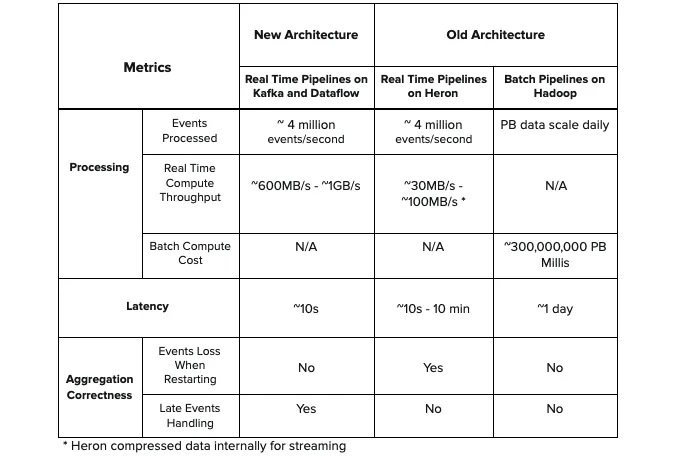 New Architecture
Old Architecture
Metrics
Real Time Pipelines on
Kafka and Dataflow
Real Time Pipelines
on Heron
Batch Pipelines on
Hadoop
Processing
Events
Processed
~ 4 million
events/second
~ 4 million
events/second
PB data scale daily
Real Time
Compute
Throughput
~600MB/s - ~1GB/s
~30MB/s -
~100MB/s *
N/A
Batch Compute
Cost
N/A
N/A
~300,000,000 PB
Millis
Latency
~10s
~10s - 10 min
~1 day
Aggregation
Correctness
Events Loss
When
Restarting
No
Yes
No
Late Events
Handling
Yes
No
No
* Heron compressed data internally for streaming